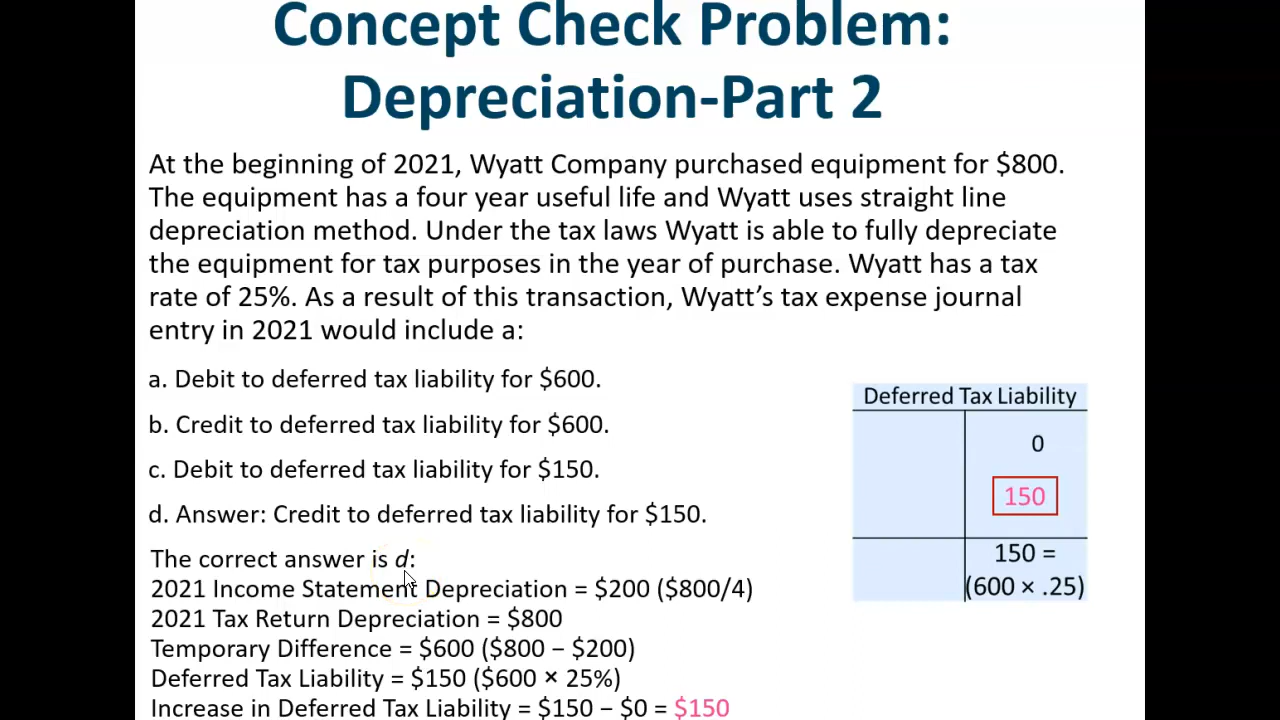 Concept Check Problem:
Depreciation-Part 2
At the beginning of 2021, Wyatt Company purchased equipment for $800.
The equipment has a four year useful life and Wyatt uses straight line
depreciation method. Under the tax laws Wyatt is able to fully depreciate
the equipment for tax purposes in the year of purchase. Wyatt has a tax
rate of 25%. As a result of this transaction, Wyatt’s tax expense journal
entry in 2021 would include a:
a. Debit to deferred tax liability for $600.
b. Credit to deferred tax liability for $600.
c. Debit to deferred tax liability for $150.
d. Answer: Credit to deferred tax liability for $150.
The correct answer is d:
2021 Income Statement Depreciation = $200 ($800/4)
2021 Tax Return Depreciation = $800
Temporary Difference = $600 ($800 − $200)
Deferred Tax Liability = $150 ($600 × 25%)
Increase in Deferred Tax Liability = $150 − $0 = $150
Deferred Tax Liability
0
150
150 =
(600 × .25)